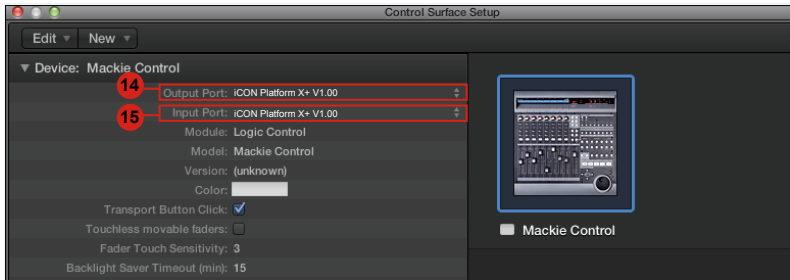 Control Surface Setup
Edit New
Device: Mackie Control
14 Output Port: iCON Platform X+ V1.00
15 Input Port: iCON Platform X+ V1.00
Module: Logic Control
Model: Mackie Control
Version: (unknown)
Color:
Transport Button Click:
Touchless movable faders:
Fader Touch Sensitivity: 3
Backlight Saver Timeout (min): 15
Mackie Control